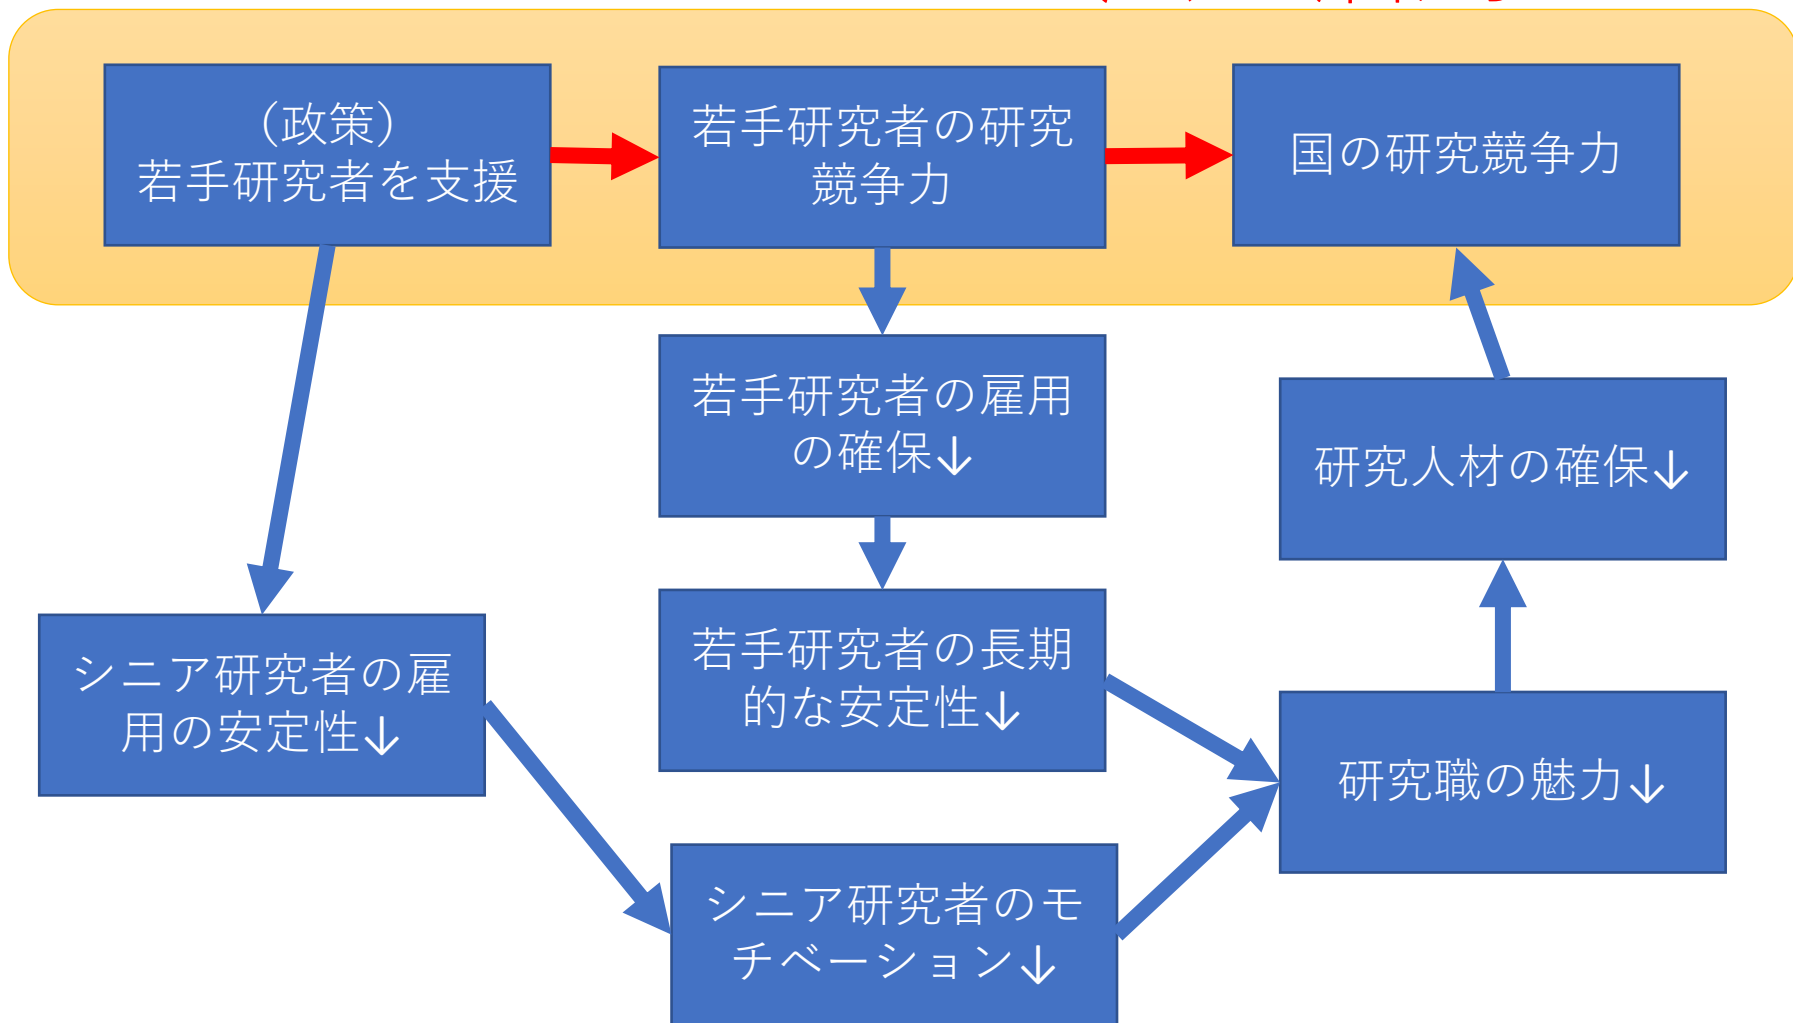 （政策）
若手研究者を支援
若手研究者の研究
競争力
国の研究競争力
若手研究者の雇用
の確保↓
研究人材の確保↓
シニア研究者の雇
用の安定性↓
若手研究者の長期
的な安定性↓
研究職の魅力↓
シニア研究者のモ
チベーション↓